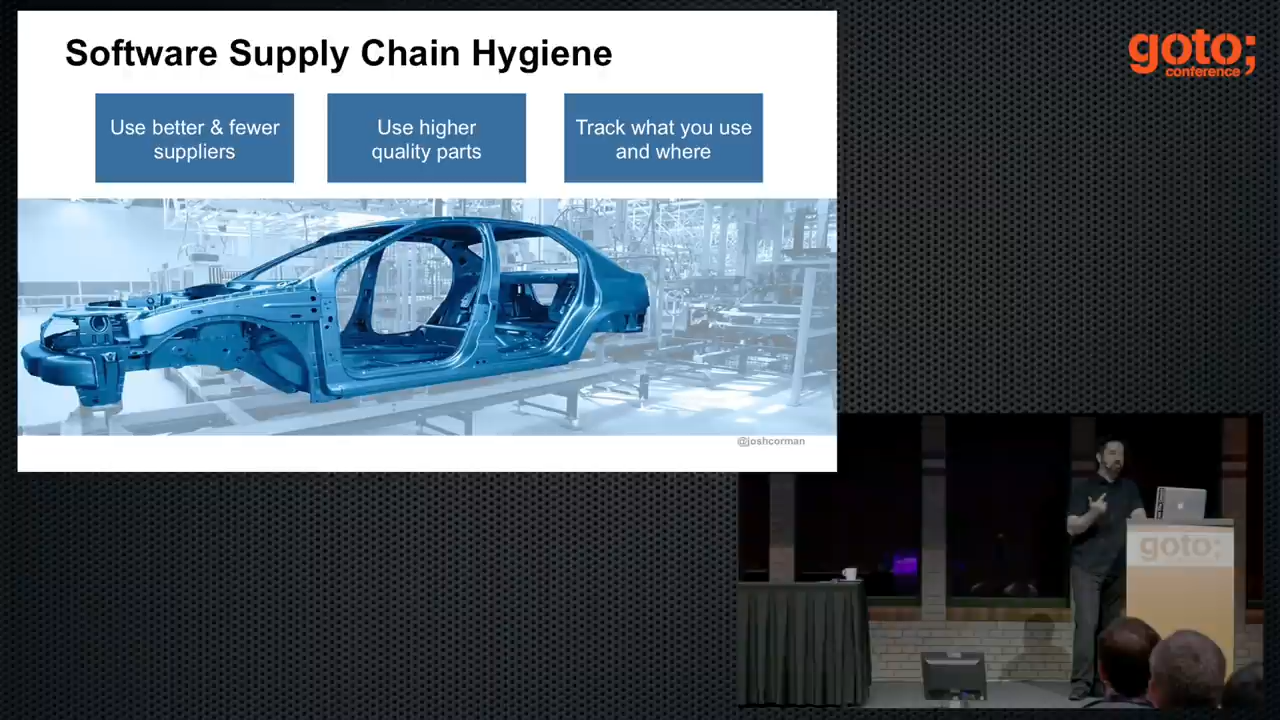 Software Supply Chain Hygiene
Use better & fewer
suppliers
Use higher
quality parts
Track what you use
and where
@joshcorman
goto;
conference
goto;